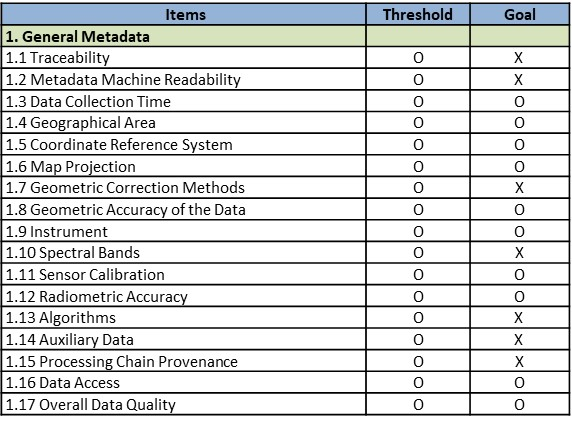 Items Threshold Goal
1. General Metadata
1.1 Traceability O X
1.2 Metadata Machine Readability O X
1.3 Data Collection Time O O
1.4 Geographical Area O O
1.5 Coordinate Reference System O O
1.6 Map Projection O O
1.7 Geometric Correction Methods O X
1.8 Geometric Accuracy of the Data O O
1.9 Instrument O O
1.10 Spectral Bands O X
1.11 Sensor Calibration O O
1.12 Radiometric Accuracy O O
1.13 Algorithms O X
1.14 Auxiliary Data O X
1.15 Processing Chain Provenance O X
1.16 Data Access O O
1.17 Overall Data Quality O O